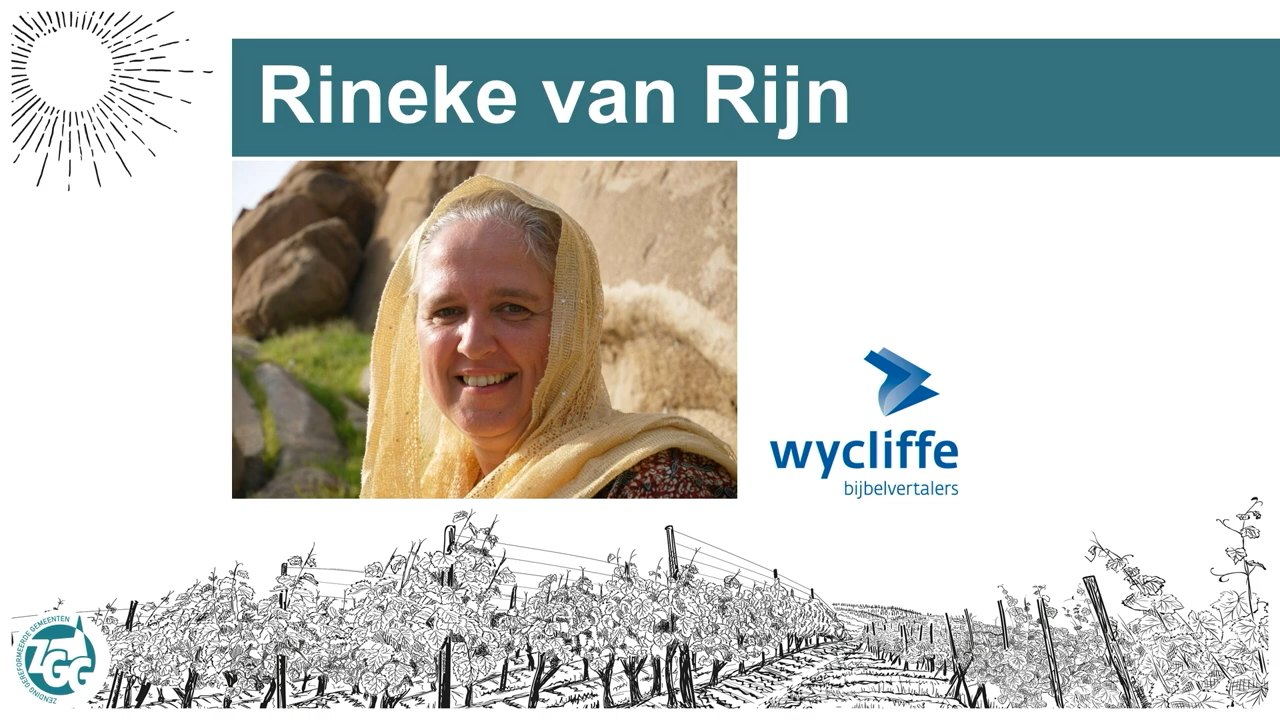 Rineke van Rijn
wycliffe
bijbelvertalers
ZENDING GEREFORMEERDE GEMEENTEN
ZGG